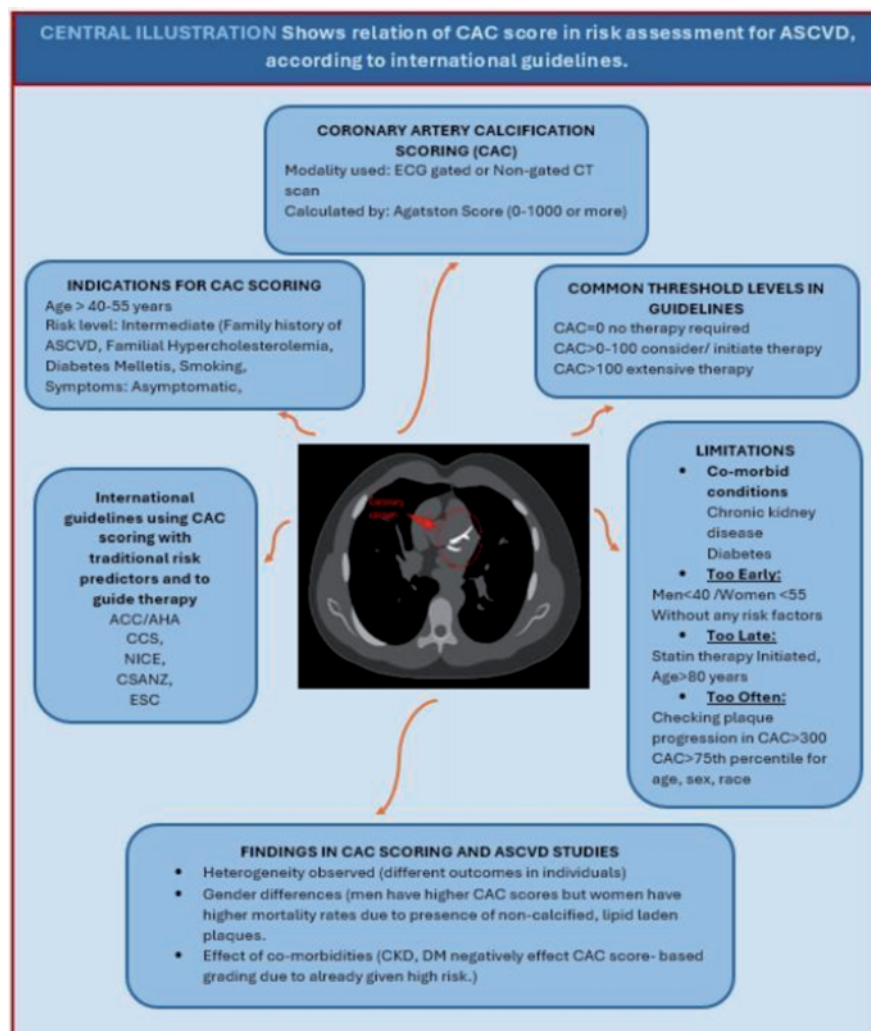 CENTRAL ILLUSTRATION Shows relation of CAC score in risk assessment for ASCVD,
according to international guidelines.
CORONARY ARTERY CALCIFICATION
SCORING (CAC)
Modality used: ECG gated or Non-gated CT
scan
Calculated by: Agatston Score (0-1000 or more)
INDICATIONS FOR CAC SCORING
Age > 40-55 years
Risk level: Intermediate (Family history of
ASCVD, Familial Hypercholesterolemia,
Diabetes Melletis, Smoking,
Symptoms: Asymptomatic,
COMMON THRESHOLD LEVELS IN
GUIDELINES
CAC=0 no therapy required
CAC>0-100 consider/ initiate therapy
CAC>100 extensive therapy
International
guidelines using CAC
scoring with
traditional risk
predictors and to
guide therapy
ACC/AHA
CCS,
NICE,
CSANZ,
ESC
LIMITATIONS
• Co-morbid
conditions
Chronic kidney
disease
Diabetes
• Too Early:
Men<40 /Women <55
Without any risk factors
• Too Late:
Statin therapy Initiated,
Age>80 years
• Too Often:
Checking plaque
progression in CAC>300
CAC>75th percentile for
age, sex, race
FINDINGS IN CAC SCORING AND ASCVD STUDIES
• Heterogeneity observed (different outcomes in individuals)
• Gender differences (men have higher CAC scores but women have
higher mortality rates due to presence of non-calcified, lipid laden
plaques.
• Effect of co-morbidities (CKD, DM negatively effect CAC score- based
grading due to already given high risk.)